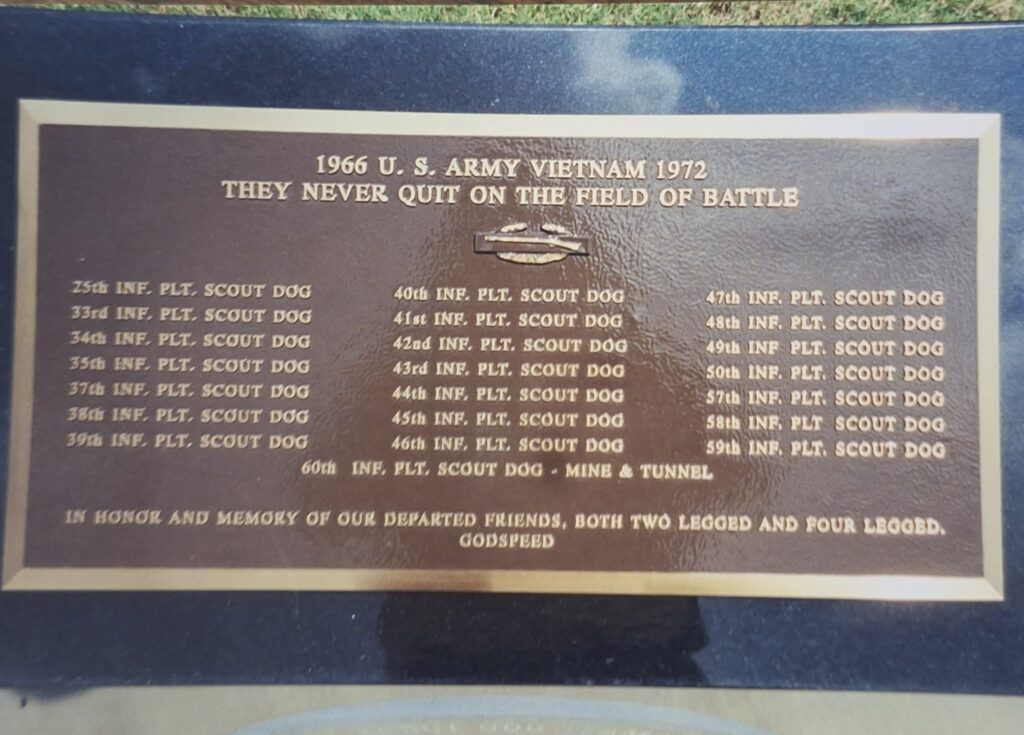 1966 U. S. ARMY VIETNAM 1972
THEY NEVER QUIT ON THE FIELD OF BATTLE
25th INF. PLT. SCOUT DOG
33rd INF. PLT. SCOUT DOG
34th INF. PLT. SCOUT DOG
35th INF. PLT. SCOUT DOG
37th INF. PLT. SCOUT DOG
38th INF. PLT. SCOUT DOG
39th INF. PLT. SCOUT DOG
40th INF. PLT. SCOUT DOG
41st INF. PLT. SCOUT DOG
42nd INF. PLT. SCOUT DOG
43rd INF. PLT. SCOUT DOG
44th INF. PLT. SCOUT DOG
45th INF. PLT. SCOUT DOG
46th INF. PLT. SCOUT DOG
47th INF. PLT. SCOUT DOG
48th INF. PLT. SCOUT DOG
49th INF PLT. SCOUT DOG
50th INF. PLT. SCOUT DOG
57th INF. PLT. SCOUT DOG
58th INF. PLT. SCOUT DOG
59th INF. PLT. SCOUT DOG
60th INF. PLT. SCOUT DOG - MINE & TUNNEL
IN HONOR AND MEMORY OF OUR DEPARTED FRIENDS, BOTH TWO LEGGED AND FOUR LEGGED.
GODSPEED